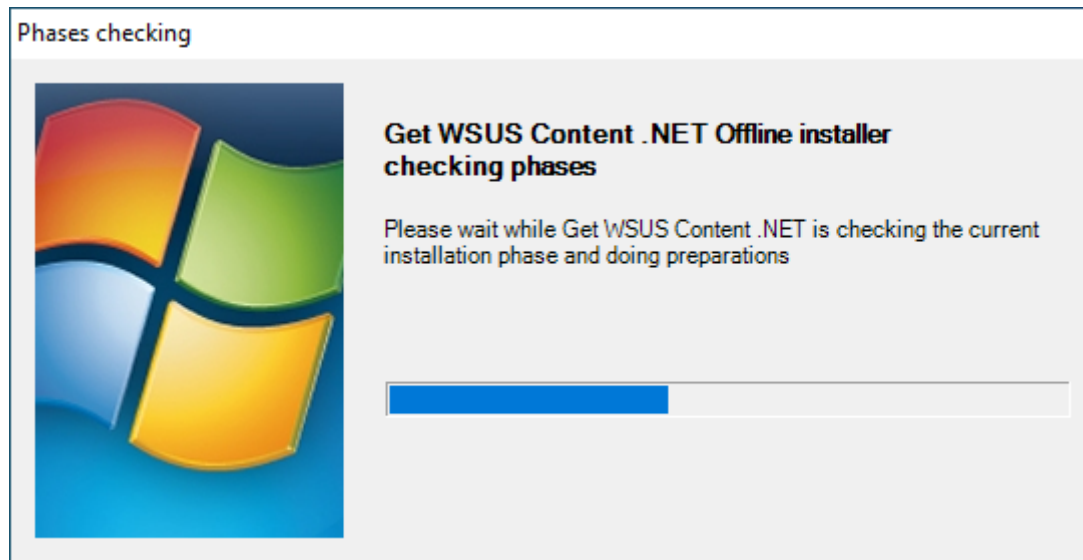 Phases checking
Get WSUS Content .NET Offline installer
checking phases
Please wait while Get WSUS Content .NET is checking the current
installation phase and doing preparations